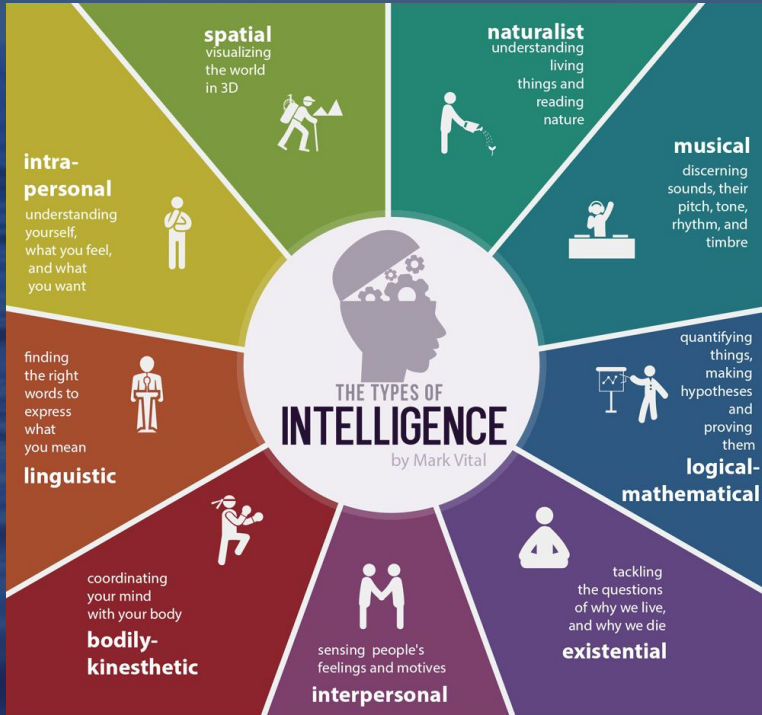 THE TYPES OF
INTELLIGENCE
by Mark Vital
spatial
visualizing
the world
in 3D
naturalist
understanding
living
things and
reading
nature
musical
discerning
sounds, their
pitch, tone,
rhythm, and
timbre
quantifying
things,
making
hypotheses
and
proving
them
logical-
mathematical
tackling
the questions
of why we live,
and why we die
existential
sensing people's
feelings and motives
interpersonal
coordinating
your mind
with your body
bodily-
kinesthetic
finding
the right
words to
express
what
you mean
linguistic
intra-
personal
understanding
yourself,
what you feel,
and what
you want